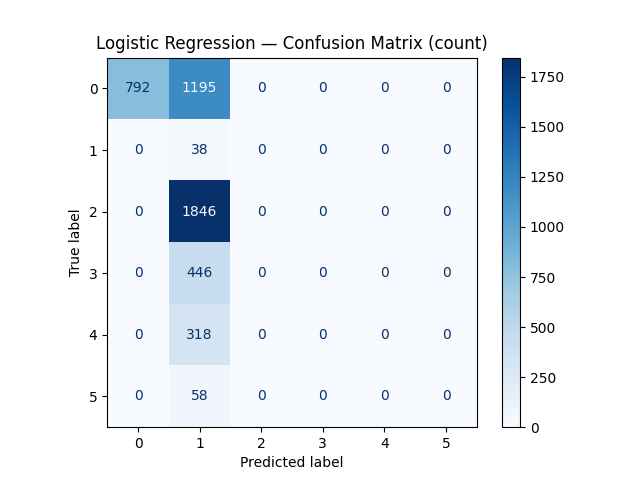 Logistic Regression — Confusion Matrix (count)
0 792 1195 0 0 0 0
1 0 38 0 0 0 0
2 0 1846 0 0 0 0
3 0 446 0 0 0 0
4 0 318 0 0 0 0
5 0 58 0 0 0 0
0 1 2 3 4 5
Predicted label
True label
1750
1500
1250
1000
750
500
250
0